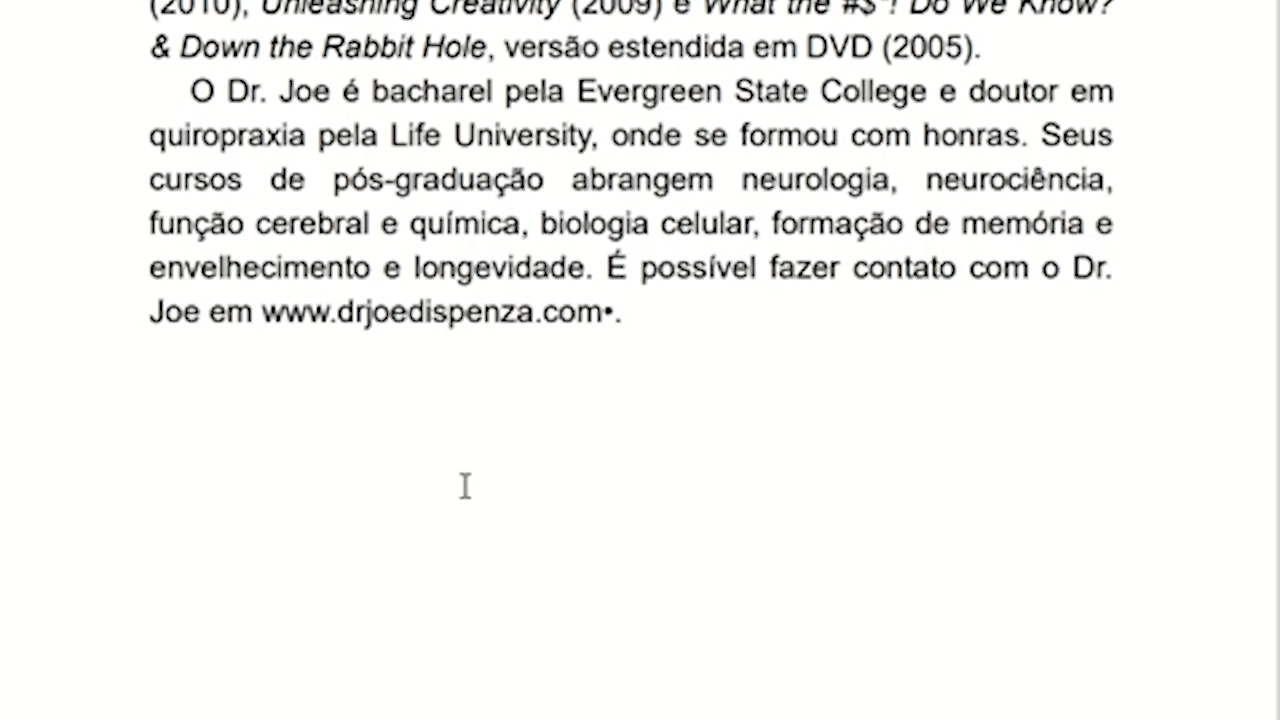 (2010), Unleashing Creativity (2009) e What the #$*! Do We Know?
& Down the Rabbit Hole, versão estendida em DVD (2005).
O Dr. Joe é bacharel pela Evergreen State College e doutor em
quiropraxia pela Life University, onde se formou com honras. Seus
cursos de pós-graduação abrangem neurologia, neurociência,
função cerebral e química, biologia celular, formação de memória e
envelhecimento e longevidade. É possível fazer contato com o Dr.
Joe em www.drjoedispenza.com•.